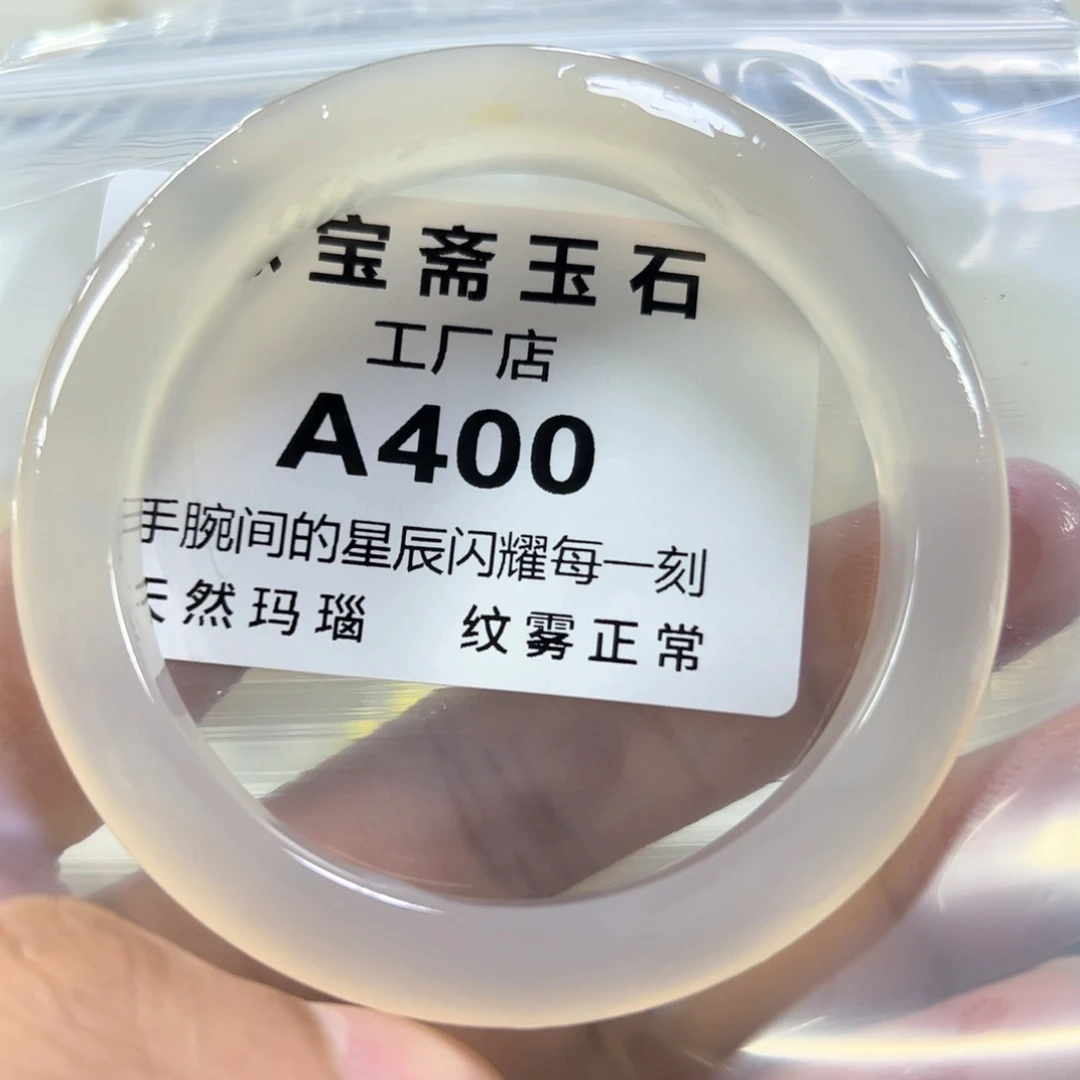 宝斋玉石
工厂店
A400
手腕间的星辰闪耀每一刻
天然玛瑙 纹雾正常